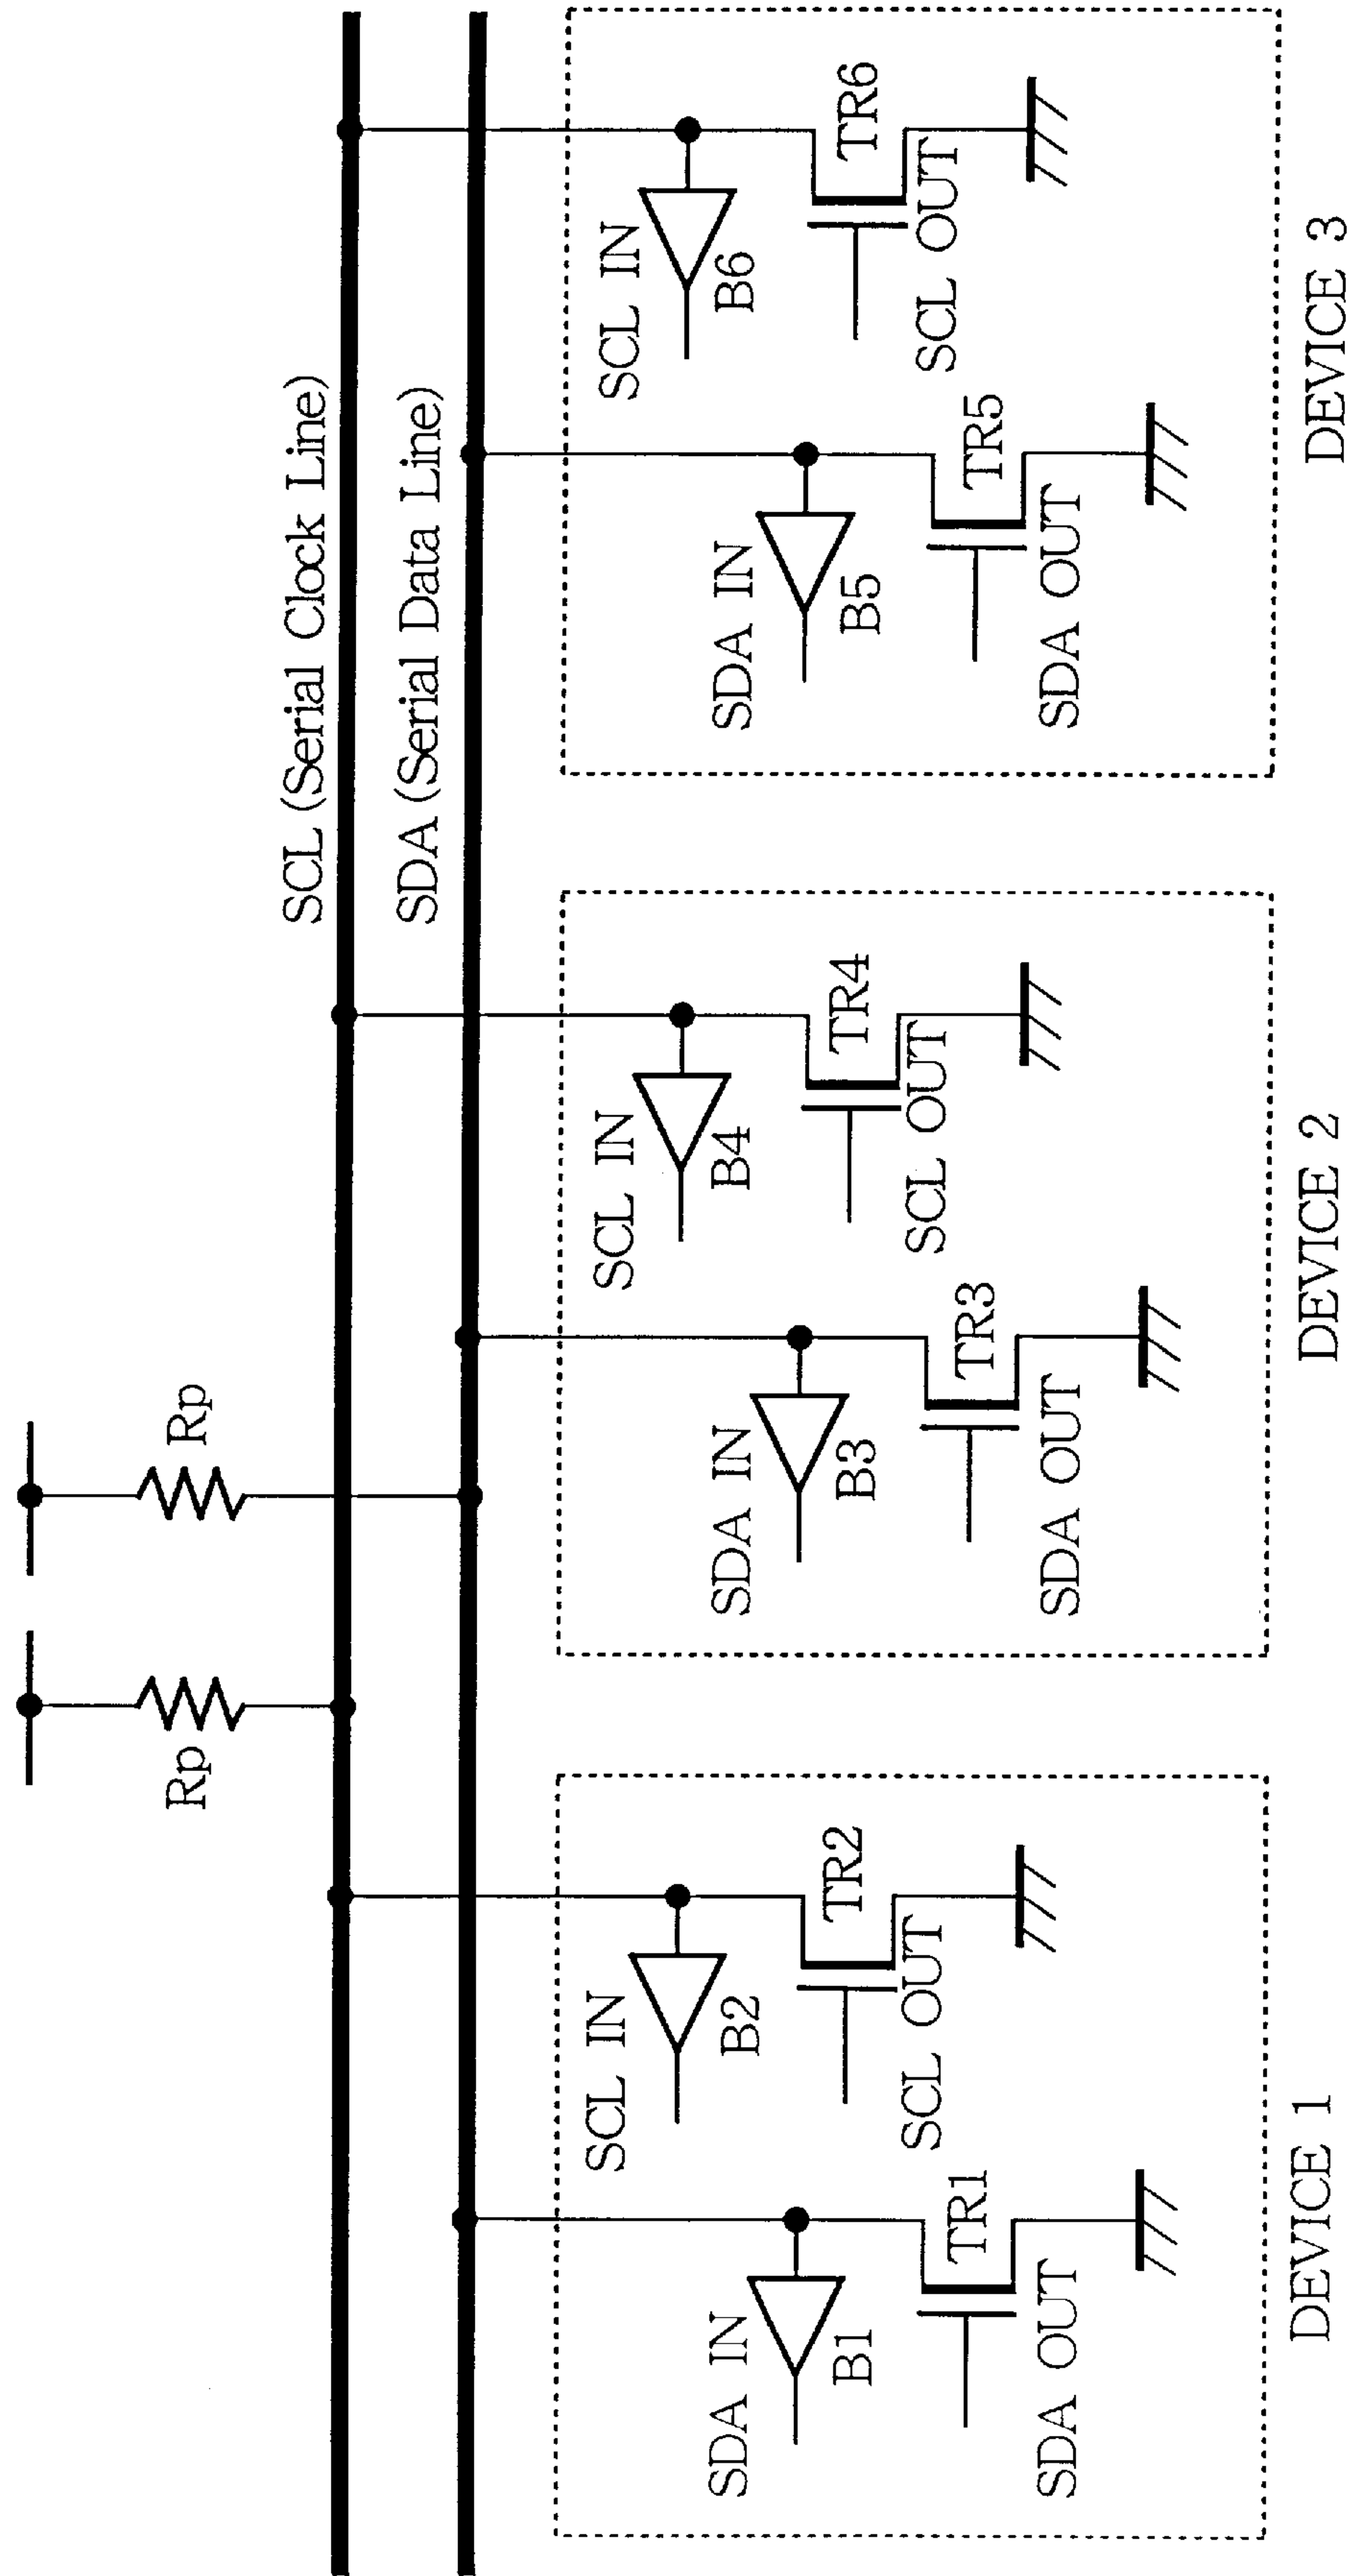 Rp
Rp
SCL (Serial Clock Line)
SDA (Serial Data Line)
SDA IN
B1
TR1
SDA OUT
SCL IN
B2
TR2
SCL OUT
DEVICE 1
SDA IN
B3
TR3
SDA OUT
SCL IN
B4
TR4
SCL OUT
DEVICE 2
SDA IN
B5
TR5
SDA OUT
SCL IN
B6
TR6
SCL OUT
DEVICE 3